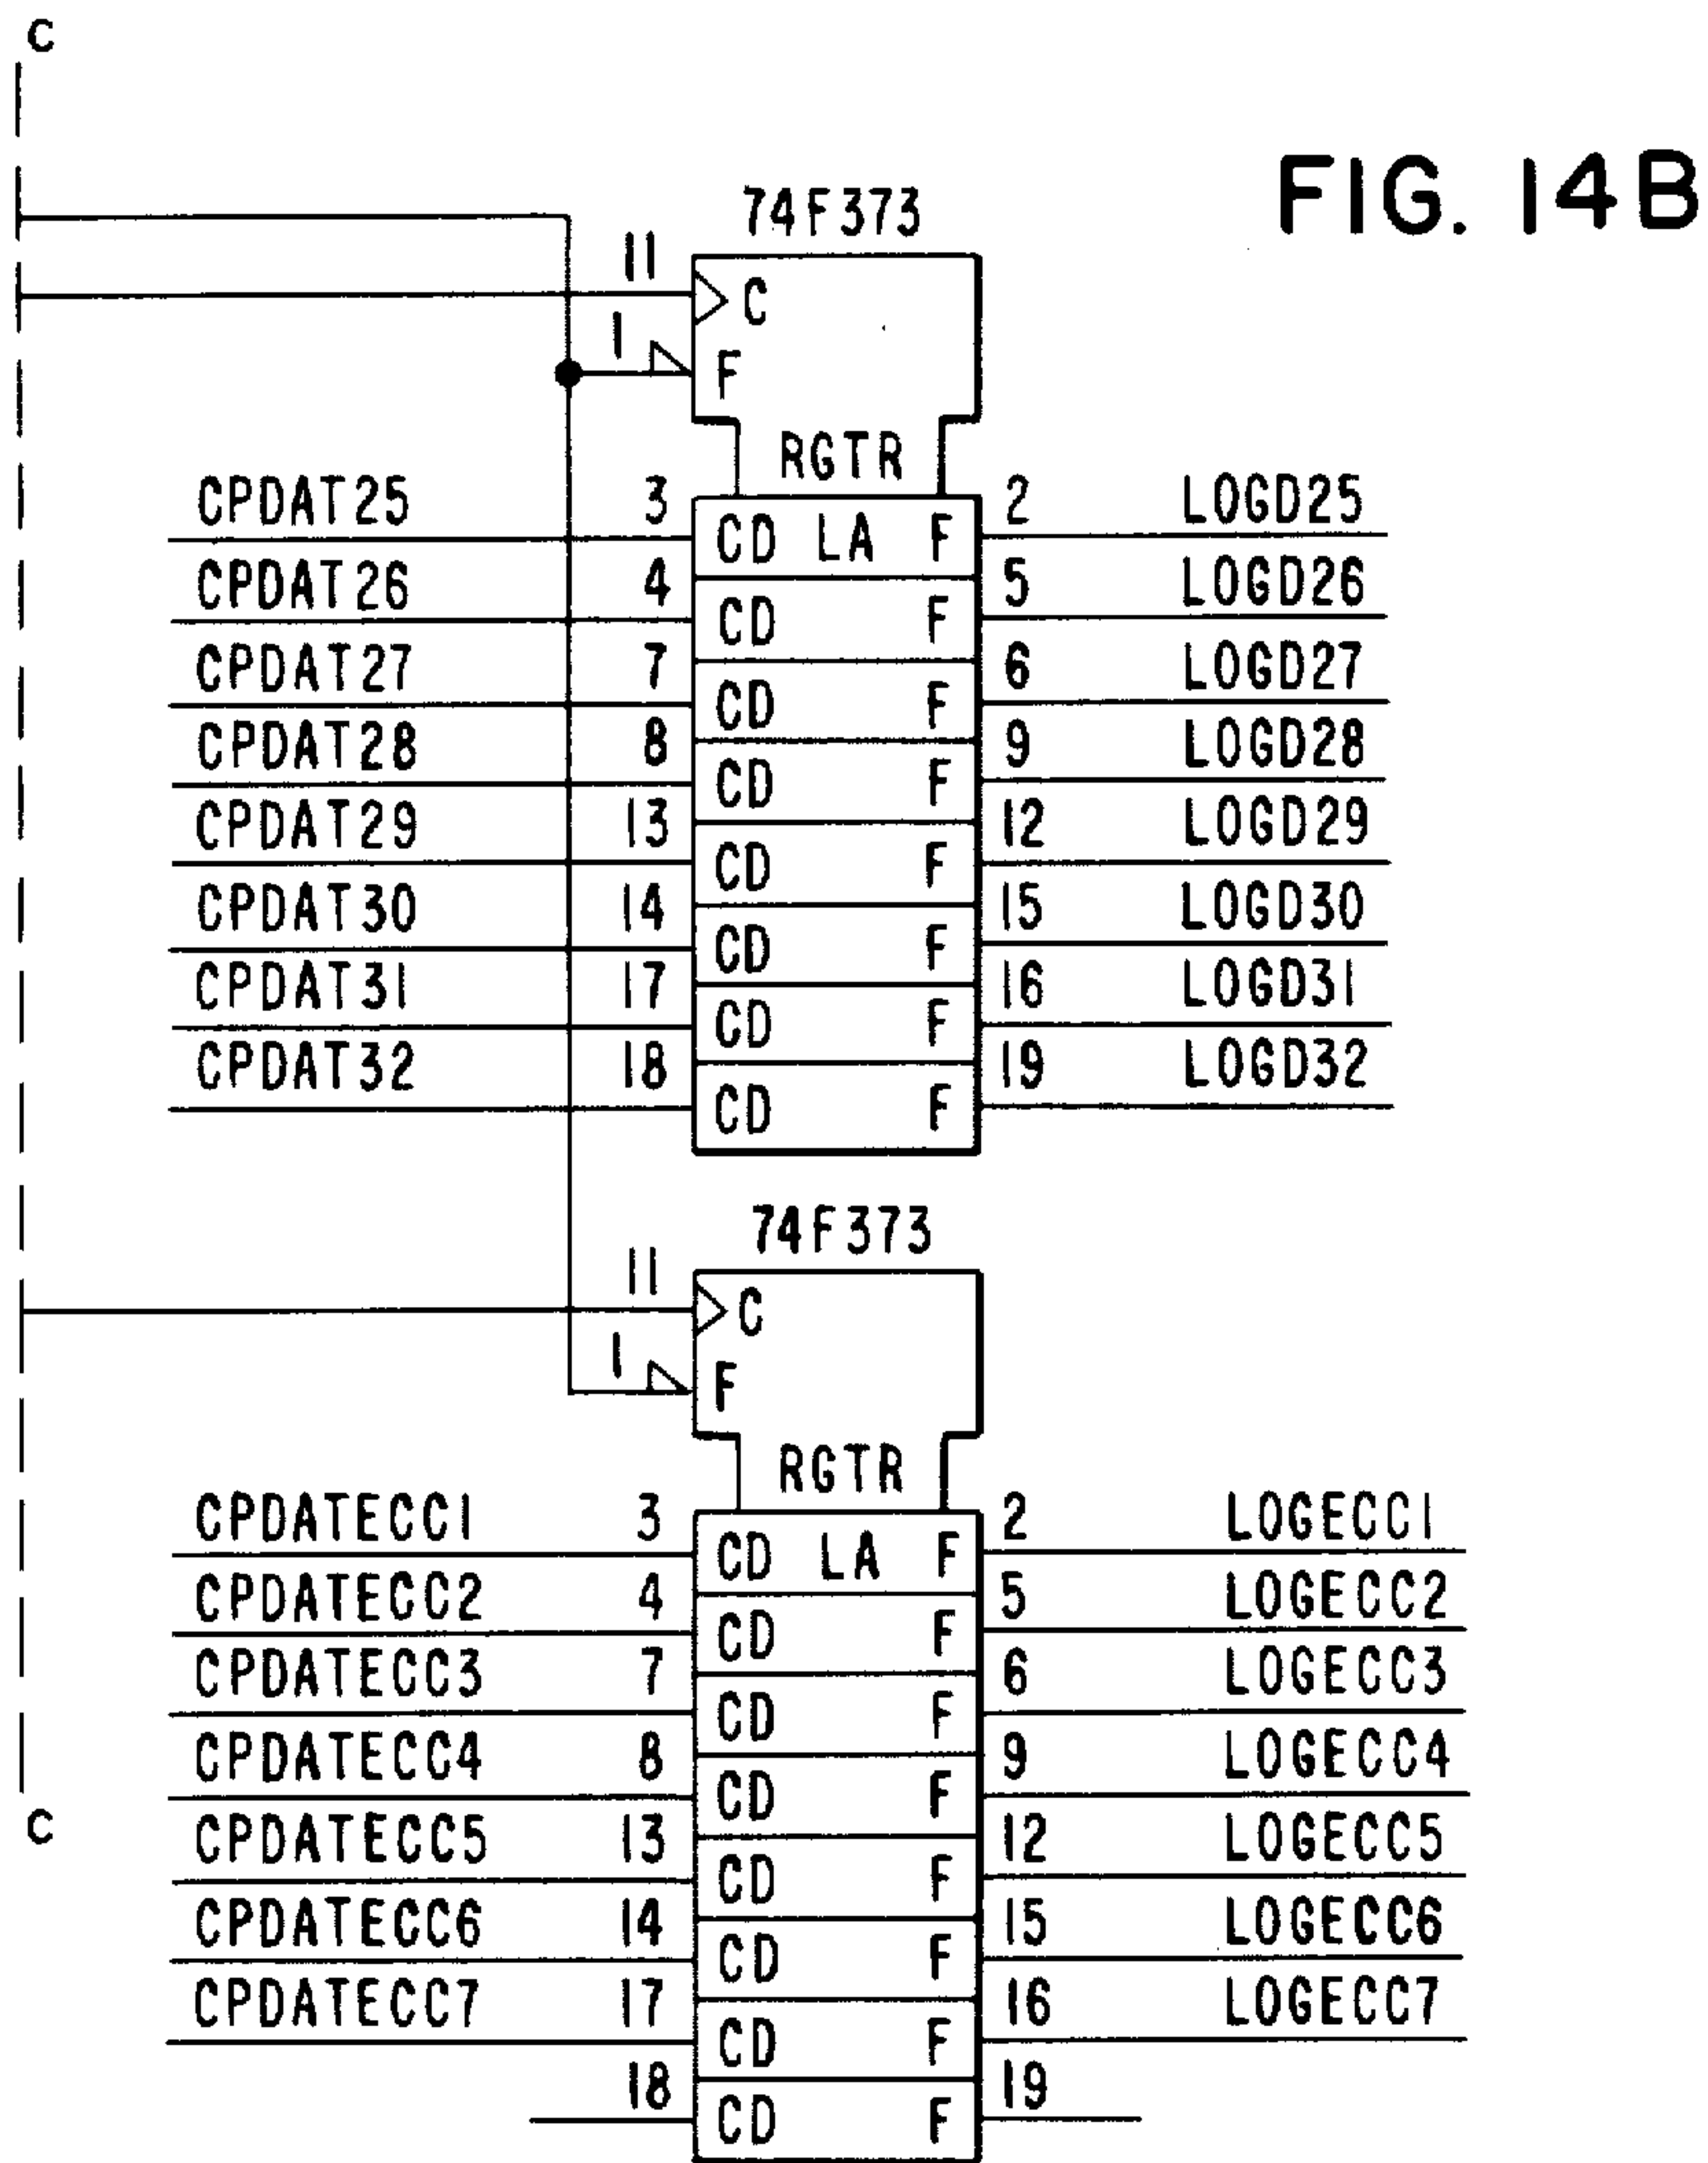 C
FIG. 14B
74F373
11 C
1 F
RGTR
CPDAT25 3 CD LA F 2 LOGD25
CPDAT26 4 CD F 5 LOGD26
CPDAT27 7 CD F 6 LOGD27
CPDAT28 8 CD F 9 LOGD28
CPDAT29 13 CD F 12 LOGD29
CPDAT30 14 CD F 15 LOGD30
CPDAT31 17 CD F 16 LOGD31
CPDAT32 18 CD F 19 LOGD32
74F373
11 C
1 F
RGTR
CPDATECC1 3 CD LA F 2 LOGECC1
CPDATECC2 4 CD F 5 LOGECC2
CPDATECC3 7 CD F 6 LOGECC3
CPDATECC4 8 CD F 9 LOGECC4
C
CPDATECC5 13 CD F 12 LOGECC5
CPDATECC6 14 CD F 15 LOGECC6
CPDATECC7 17 CD F 16 LOGECC7
18 CD F 19